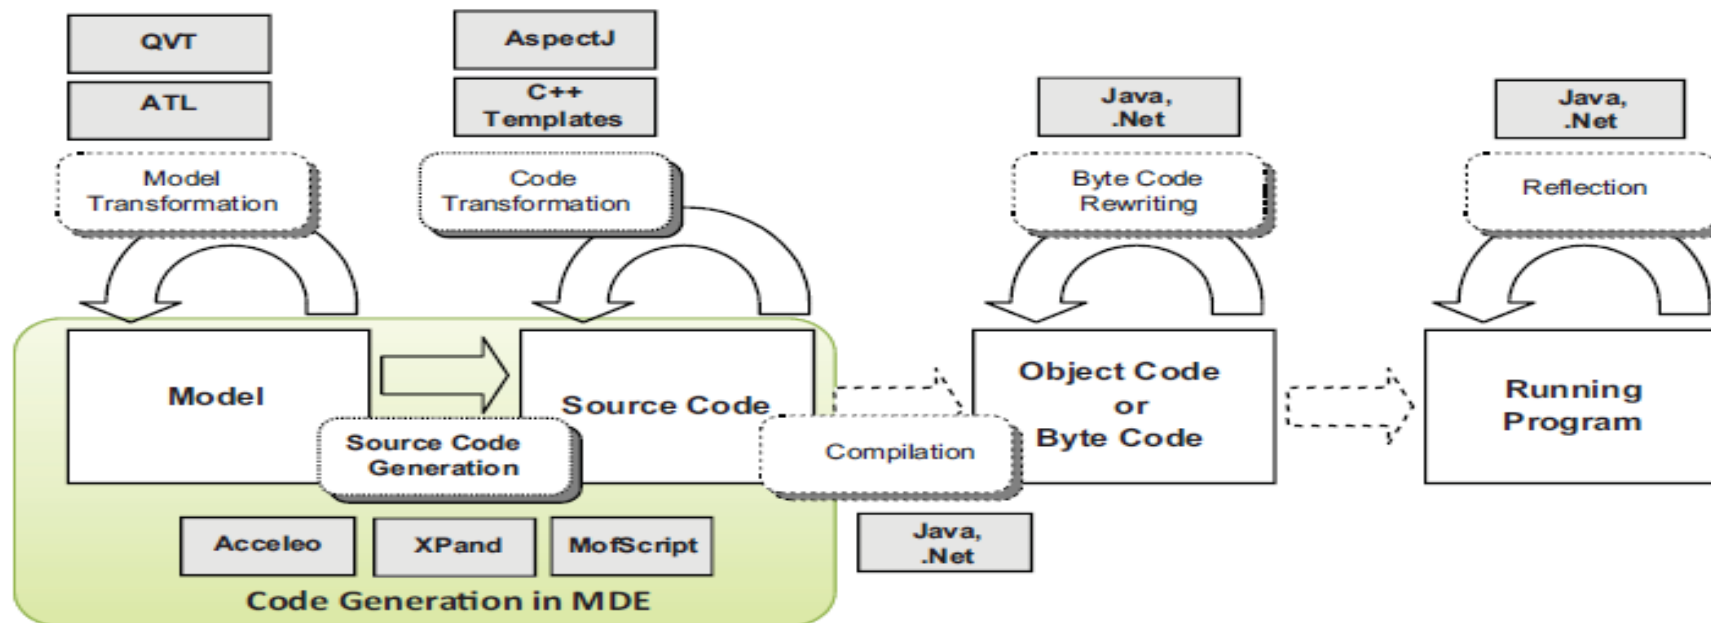 QVT
ATL
Model
Transformation
AspectJ
C++
Templates
Code
Transformation
Java,
.Net
Byte Code
Rewriting
Java,
.Net
Reflection
Model
Source Code
Generation
Source Code
Compilation
Object Code
or
Byte Code
Running
Program
Acceleo
XPand
MofScript
Java,
.Net
Code Generation in MDE